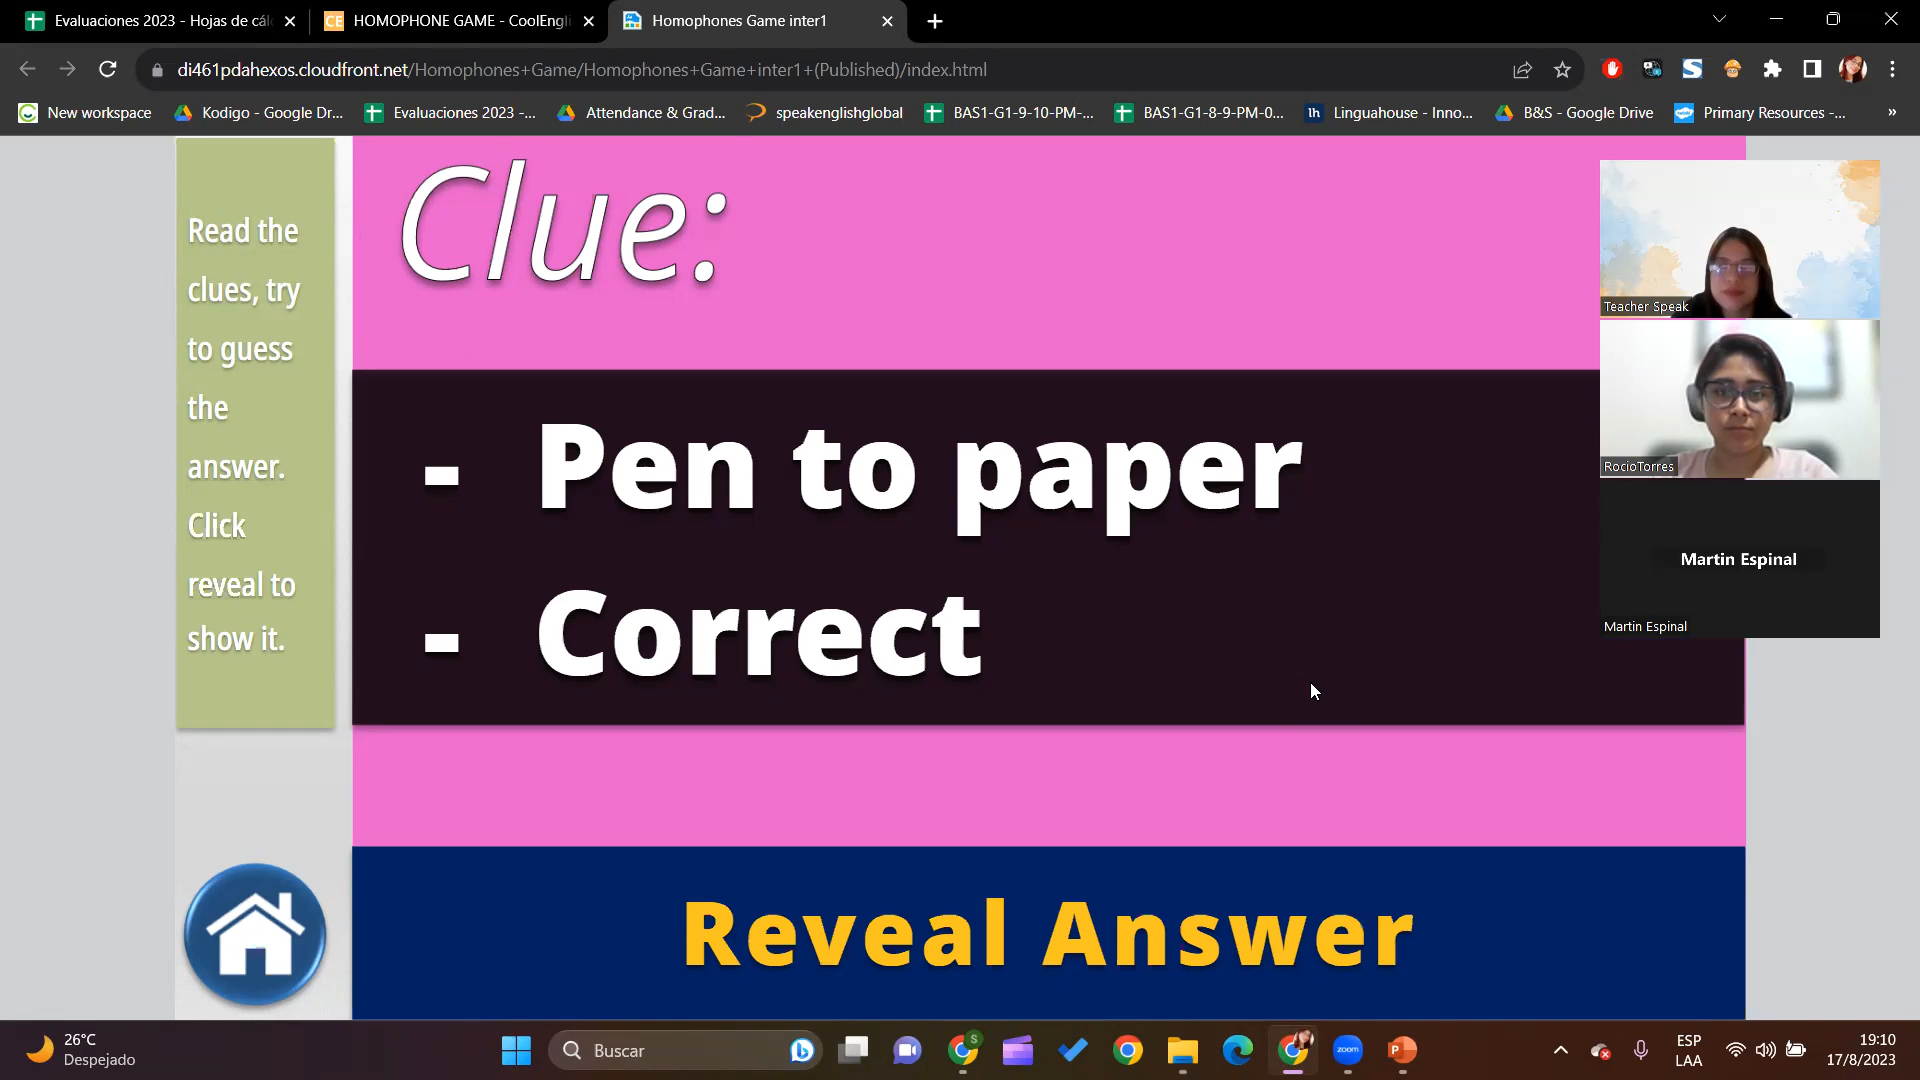 Evaluaciones 2023 - Hojas de cál
HOMOPHONE GAME - CoolEngli
Homophones Game inter1
di461pdahexos.cloudfront.net/Homophones+Game/Homophones+Game+inter1+(Published)/index.html
New workspace
Kodigo - Google Dr...
Evaluaciones 2023 -...
Attendance & Grad...
speakenglishglobal
BAS1-G1-9-10-PM-...
BAS1-G1-8-9-PM-0...
Linguahouse - Inno...
B&S - Google Drive
Primary Resources -...
»
Read the
clues, try
to guess
the
answer.
Click
reveal to
show it.
Clue:
- Pen to paper
- Correct
Reveal Answer
Teacher Speak
RocioTorres
Martin Espinal
Martin Espinal
26°C
Despejado
Buscar
S
zoom
ESP
LAA
19:10
17/8/2023